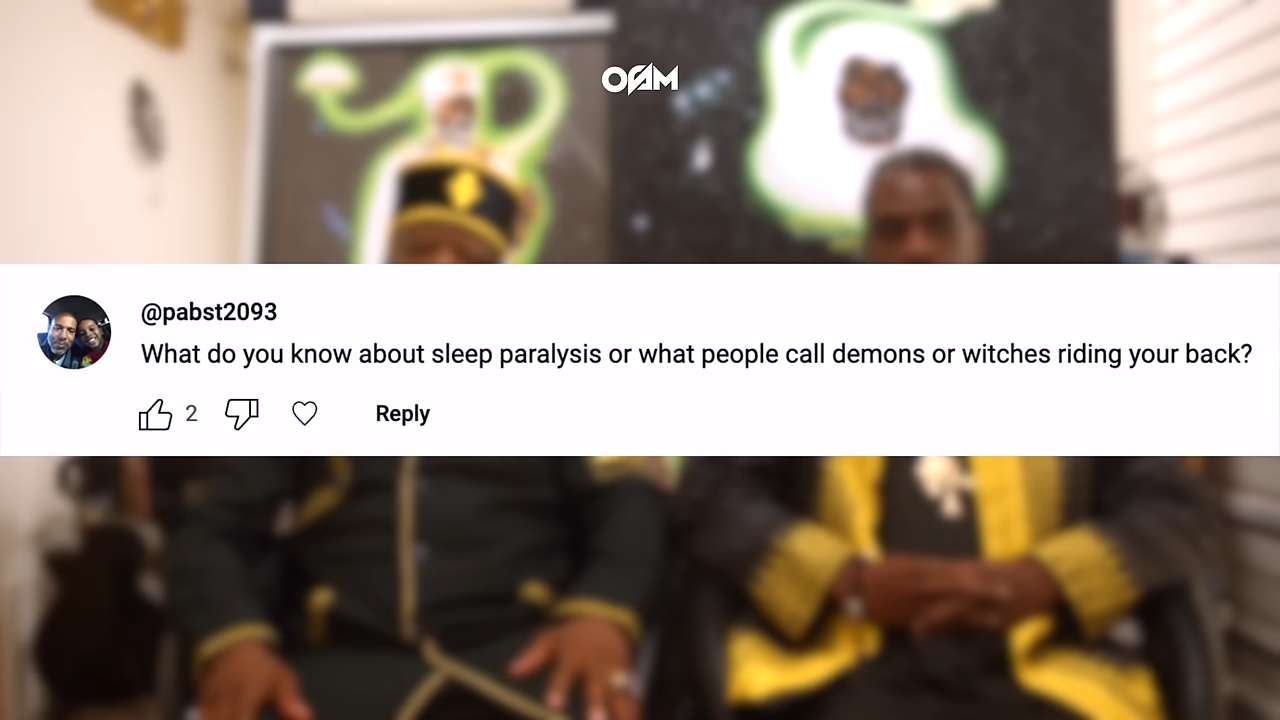 OSM
@pabst2093
What do you know about sleep paralysis or what people call demons or witches riding your back?
2
Reply